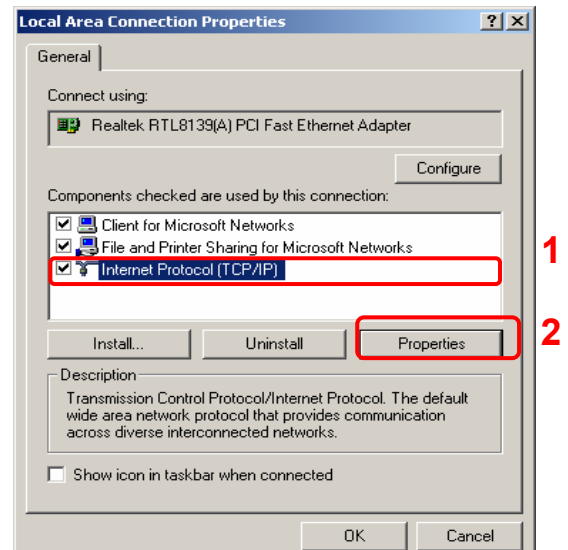 Local Area Connection Properties
General
Connect using:
Realtek RTL8139(A) PCI Fast Ethernet Adapter
Configure
Components checked are used by this connection:
Client for Microsoft Networks
File and Printer Sharing for Microsoft Networks
Internet Protocol (TCP/IP)
1
Install... Uninstall Properties
2
Description
Transmission Control Protocol/Internet Protocol. The default
wide area network protocol that provides communication
across diverse interconnected networks.
Show icon in taskbar when connected
OK Cancel